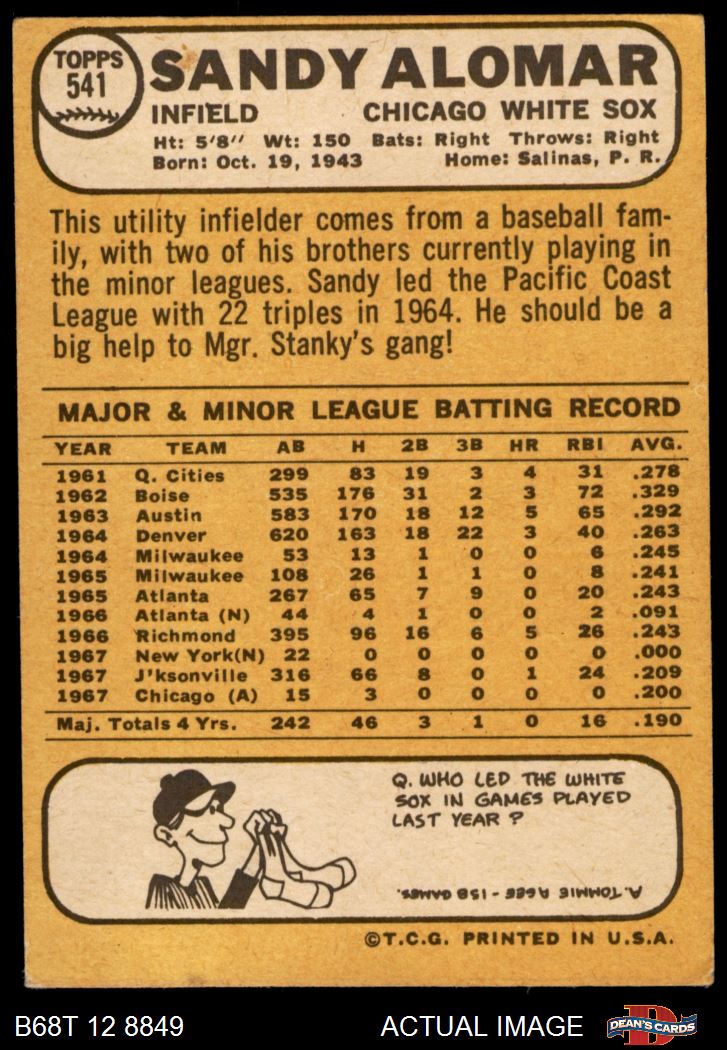 TOPPS
541
SANDY ALOMAR
INFIELD CHICAGO WHITE SOX
Ht: 5'8" Wt: 150 Bats: Right Throws: Right
Born: Oct. 19, 1943 Home: Salinas, P. R.
This utility infielder comes from a baseball fam-
ily, with two of his brothers currently playing in
the minor leagues. Sandy led the Pacific Coast
League with 22 triples in 1964. He should be a
big help to Mgr. Stanky's gang!
MAJOR & MINOR LEAGUE BATTING RECORD
YEAR TEAM AB H 2B 3B HR RBI AVG.
1961 Q. Cities 299 83 19 3 4 31 .278
1962 Boise 535 176 31 2 3 72 .329
1963 Austin 583 170 18 12 5 65 .292
1964 Denver 620 163 18 22 3 40 .263
1964 Milwaukee 53 13 1 0 0 6 .245
1965 Milwaukee 108 26 1 1 0 8 .241
1965 Atlanta 267 65 7 9 0 20 .243
1966 Atlanta (N) 44 4 1 0 0 2 .091
1966 Richmond 395 96 16 6 5 26 .243
1967 New York(N) 22 0 0 0 0 0 .000
1967 J'ksonville 316 66 8 0 1 24 .209
1967 Chicago (A) 15 3 0 0 0 0 .200
Maj. Totals 4 Yrs. 242 46 3 1 0 16 .190
Q. WHO LED THE WHITE
SOX IN GAMES PLAYED
LAST YEAR ?
A. TOMMIE AGEE - 158 GAMES.
©T.C.G. PRINTED IN U.S.A.
B68T 12 8849 ACTUAL IMAGE
D
DEAN'S CARDS